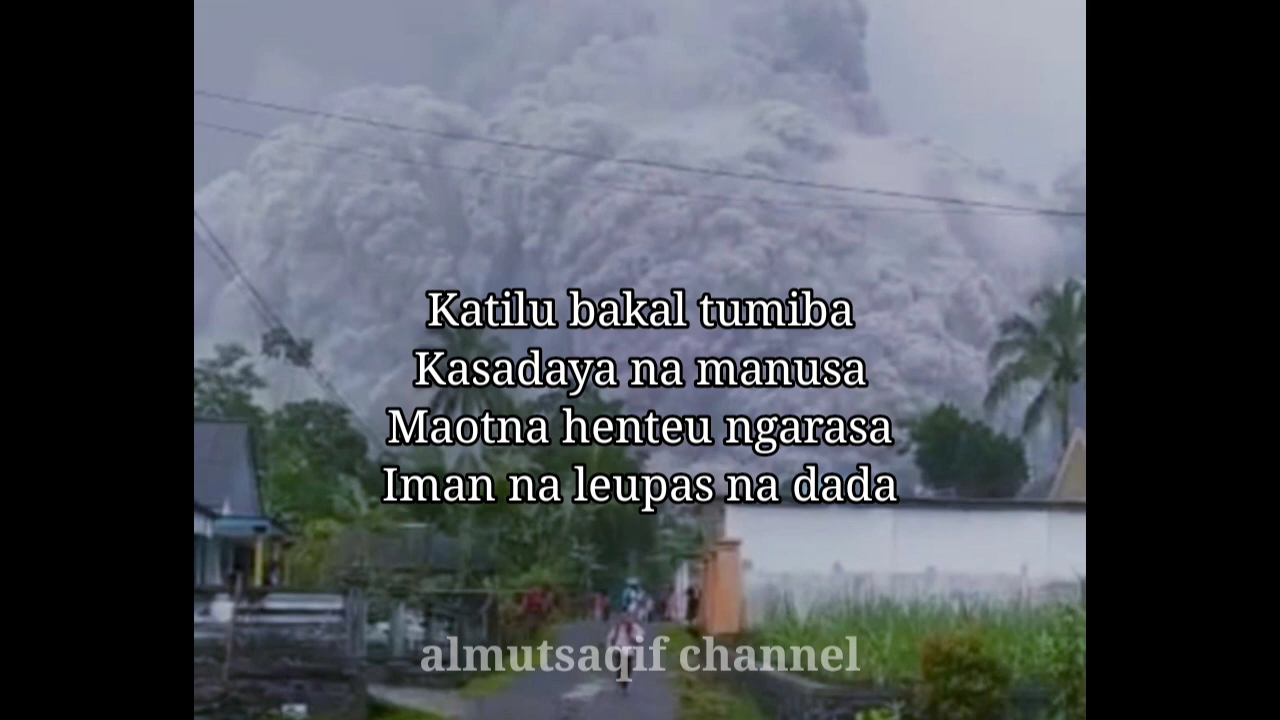 Katilu bakal tumiba
Kasadaya na manusa
Maotna henteu ngarasa
Iman na leupas na dada
almutsaqif channel